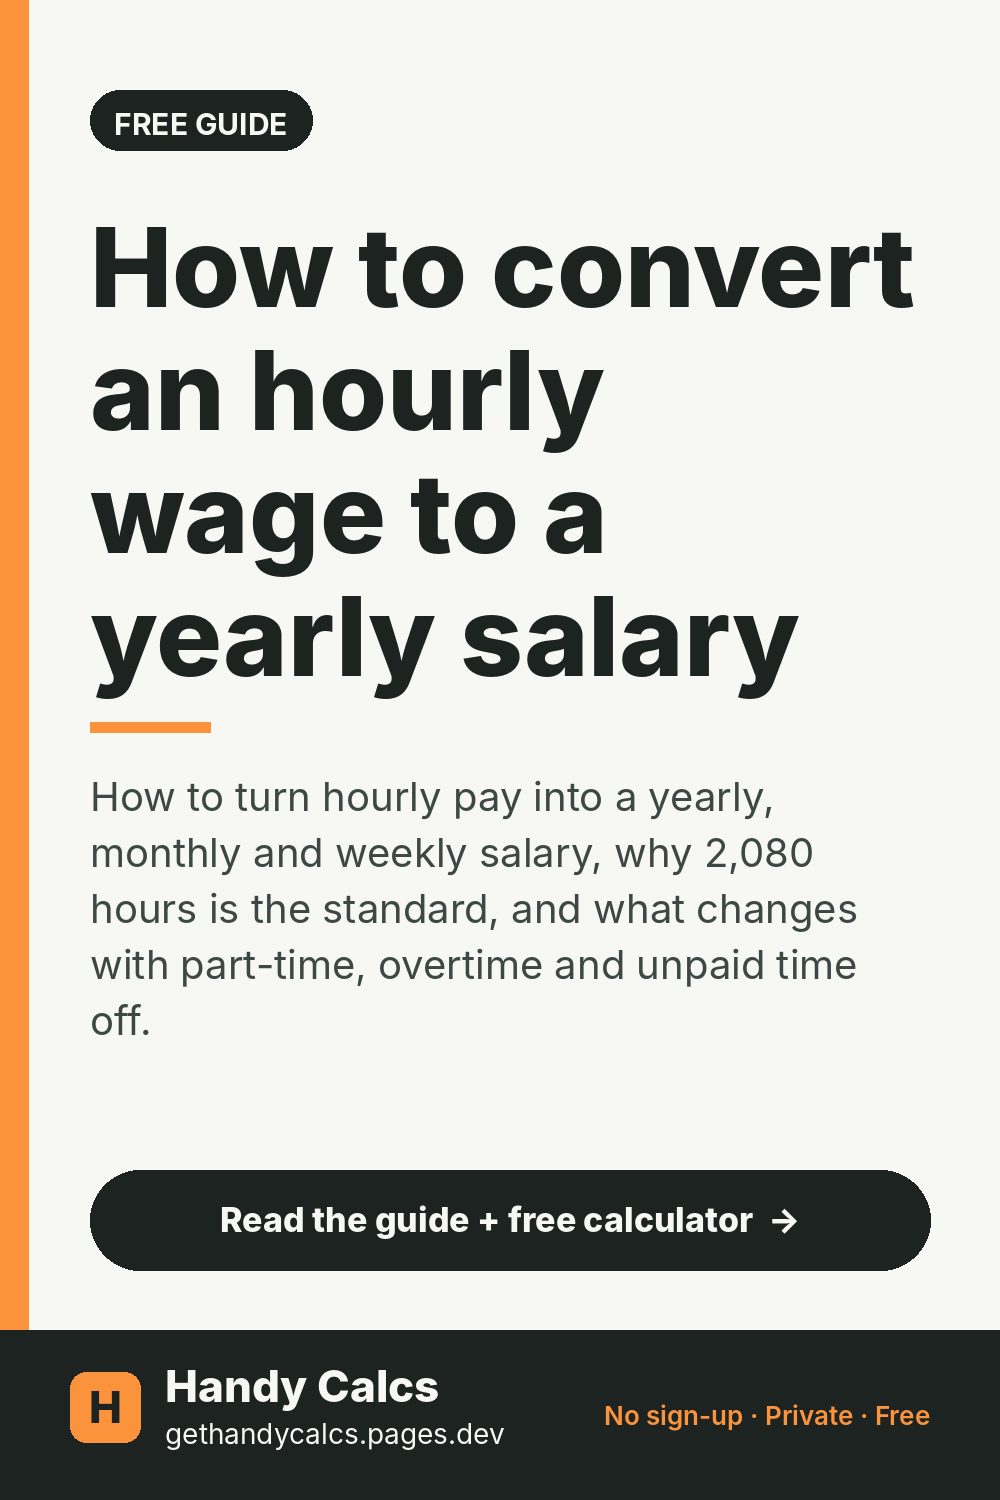 FREE GUIDE
How to convert
an hourly
wage to a
yearly salary
How to turn hourly pay into a yearly,
monthly and weekly salary, why 2,080
hours is the standard, and what changes
with part-time, overtime and unpaid time
off.
Read the guide + free calculator →
H
Handy Calcs
gethandycalcs.pages.dev
No sign-up · Private · Free